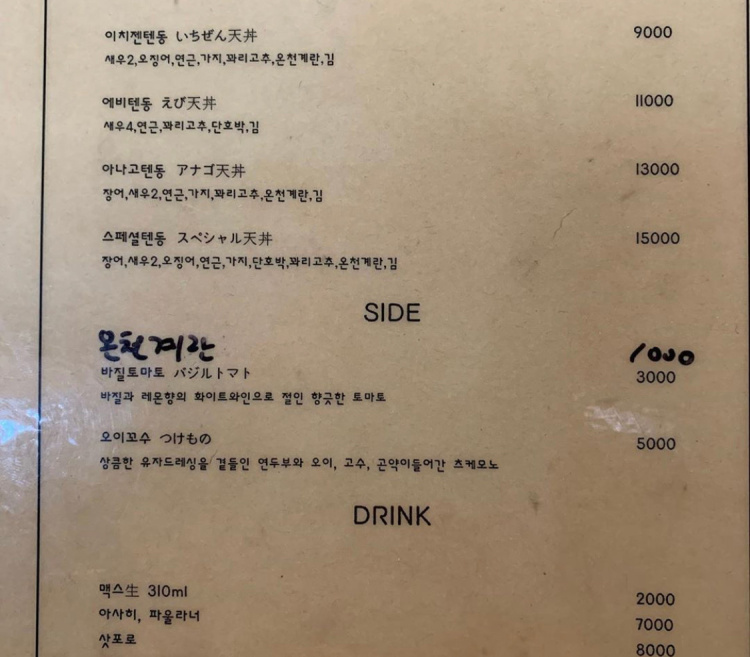 이치젠텐동 いちぜん天丼 9000
새우2,오징어,연근,가지,꽈리고추,온천계란,김
에비텐동 えび天丼 11000
새우4,연근,꽈리고추,단호박,김
아나고텐동 アナゴ天丼 13000
장어,새우2,연근,가지,꽈리고추,온천계란,김
스페셜텐동 スペシャル天丼 15000
장어,새우2,오징어,연근,가지,단호박,꽈리고추,온천계란,김
SIDE
온천계란 1000
바질토마토 バジルトマト 3000
바질과 레몬향의 화이트와인으로 절인 향긋한 토마토
오이꼬수 つけもの 5000
상큼한 유자드레싱을 곁들인 연두부와 오이, 고수, 곤약이들어간 츠케모노
DRINK
맥스生 310ml 2000
아사히, 파울라너 7000
삿포로 8000